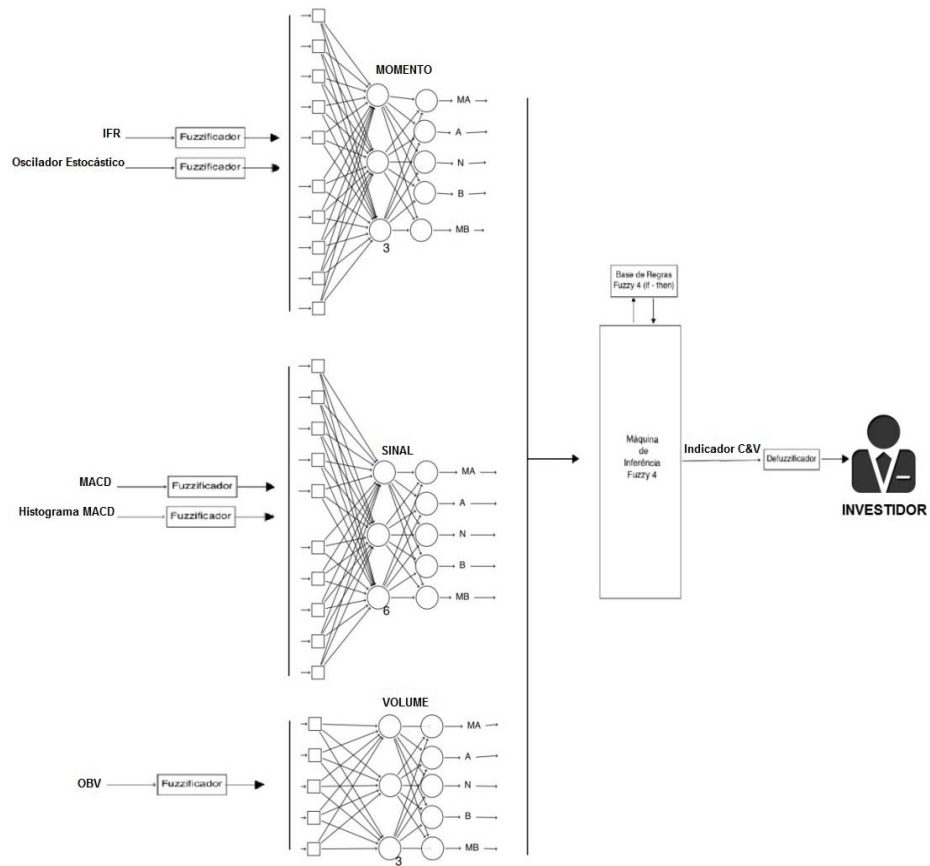 MOMENTO
IFR
Fuzzificador
Oscilador Estocástico
Fuzzificador
MA
A
N
B
MB
3
SINAL
MACD
Fuzzificador
Histograma MACD
Fuzzificador
MA
A
N
B
MB
6
VOLUME
OBV
Fuzzificador
MA
A
N
B
MB
3
Base de Regras
Fuzzy 4 (if - then)
Máquina
de
Inferência
Fuzzy 4
Indicador C&V
Defuzzificador
INVESTIDOR